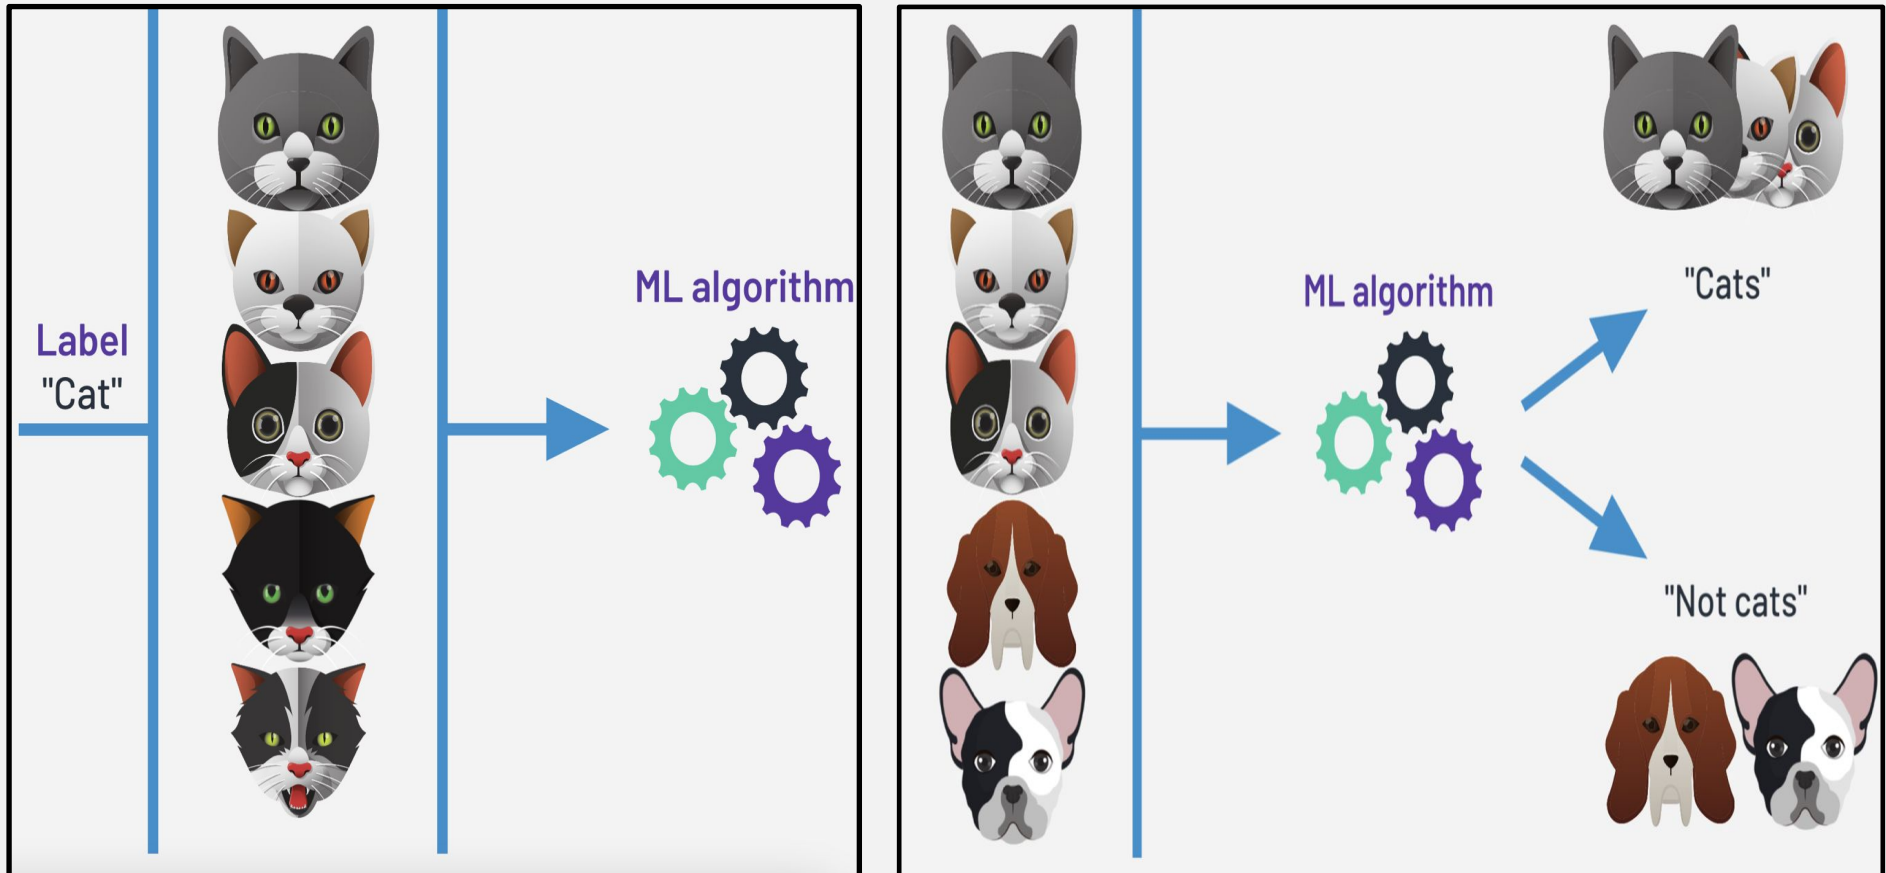 Label
"Cat"
ML algorithm
ML algorithm
"Cats"
"Not cats"